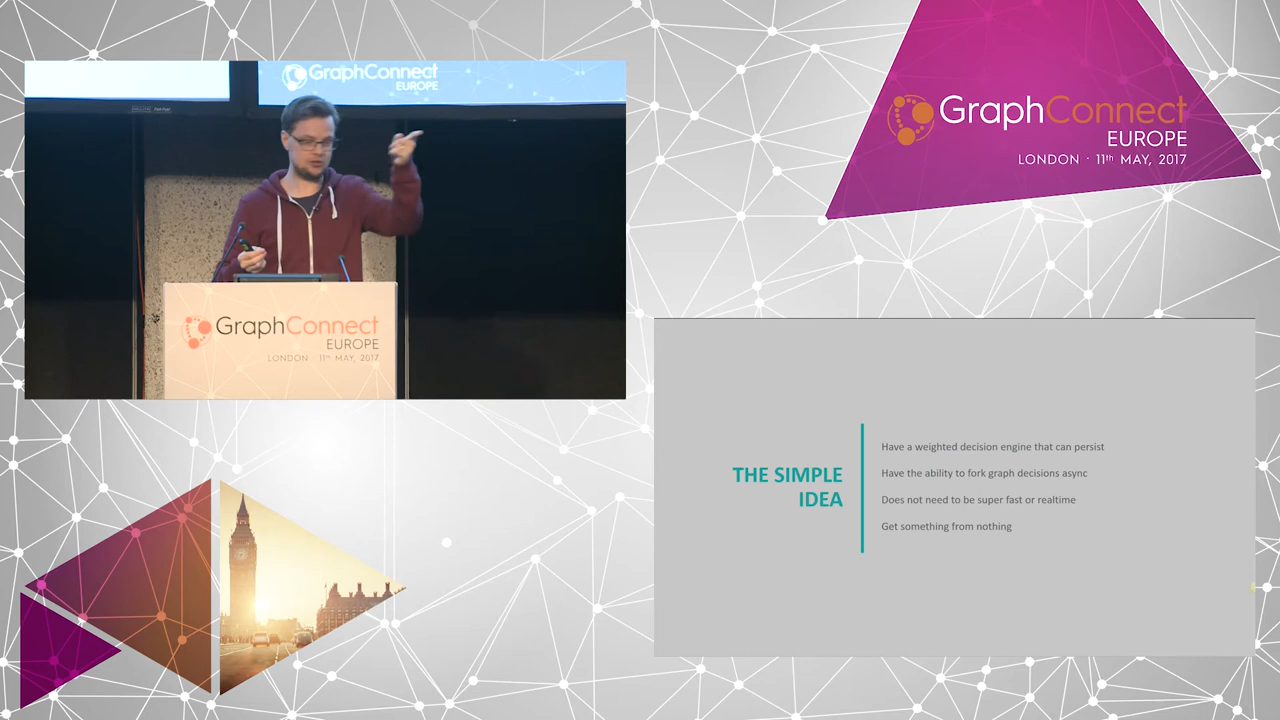 GraphConnect
EUROPE
GraphConnect
EUROPE
LONDON · 11th MAY, 2017
GraphConnect
EUROPE
LONDON · 11th MAY, 2017
THE SIMPLE
IDEA
Have a weighted decision engine that can persist
Have the ability to fork graph decisions async
Does not need to be super fast or realtime
Get something from nothing